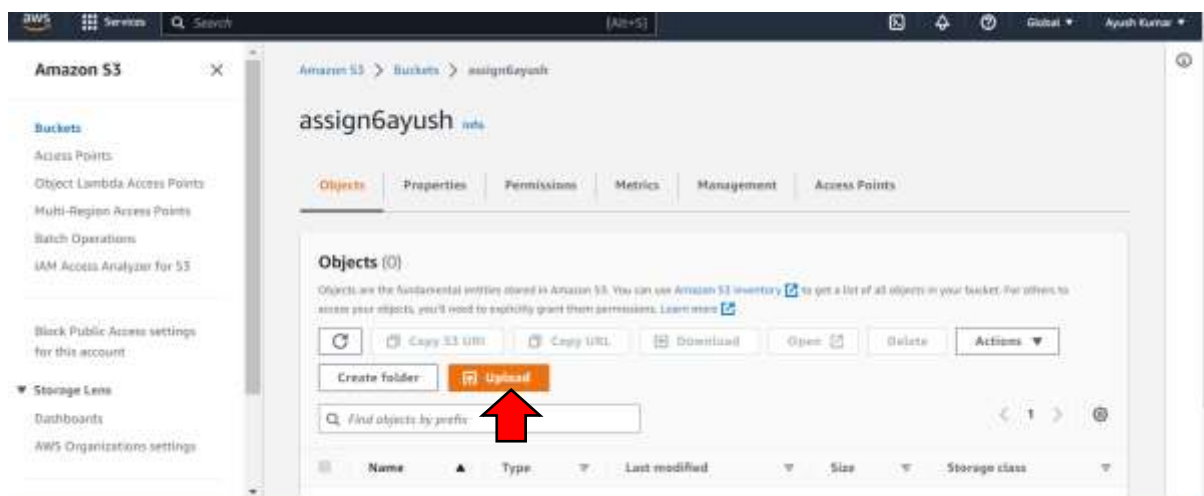 aws Services Search [Alt+S] Global Ayush Kumar
Amazon S3
Buckets
Access Points
Object Lambda Access Points
Multi-Region Access Points
Batch Operations
IAM Access Analyzer for S3
Block Public Access settings
for this account
Storage Lens
Dashboards
AWS Organizations settings
Amazon S3 > Buckets > assign6ayush
assign6ayush Info
Objects Properties Permissions Metrics Management Access Points
Objects (0)
Objects are the fundamental entities stored in Amazon S3. You can use Amazon S3 inventory to get a list of all objects in your bucket. For others to
access your objects, you'll need to explicitly grant them permissions. Learn more
Copy S3 URI Copy URL Download Open Delete Actions
Create folder Upload
Find objects by prefix
< 1 >
Name Type Last modified Size Storage class